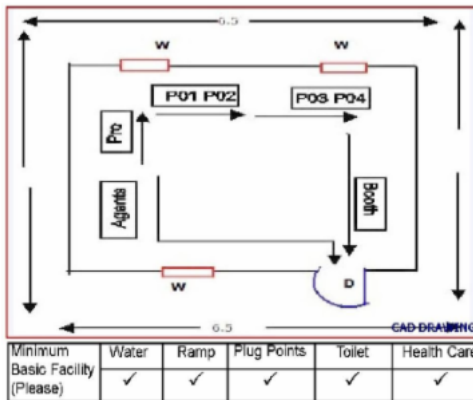 6.5
W W
P01 P02 P03 P04
Pro
Agents
Booth
W
D
6.5
CAD DRAWING
Minimum Basic Facility (Please) Water Ramp Plug Points Toilet Health Care
✓ ✓ ✓ ✓ ✓